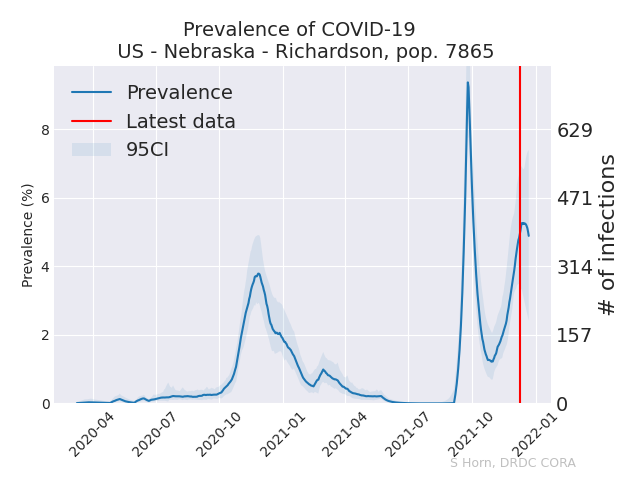 Prevalence of COVID-19
US - Nebraska - Richardson, pop. 7865
Prevalence
Latest data
95CI
Prevalence (%)
8
6
4
2
0
629
471
314
157
0
# of infections
2020-04
2020-07
2020-10
2021-01
2021-04
2021-07
2021-10
2022-01
S Horn, DRDC CORA